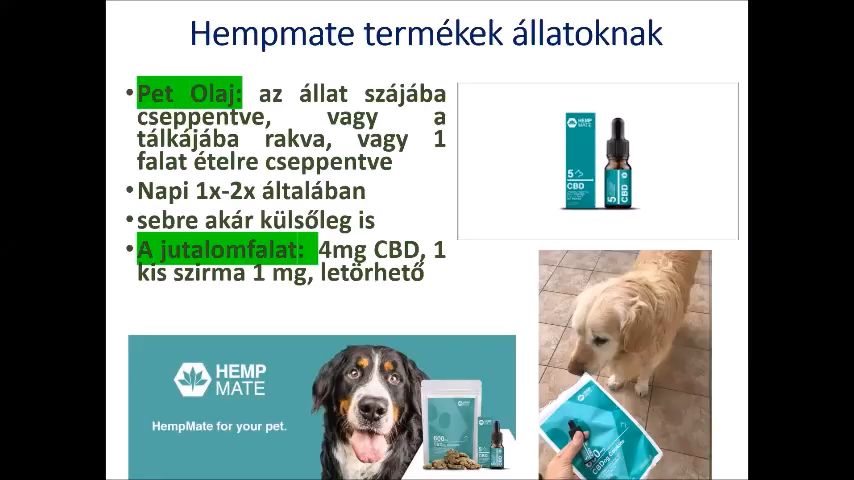 Hempmate termékek állatoknak
•Pet Olaj: az állat szájába
cseppentve, vagy a
tálkájába rakva, vagy 1
falat ételre cseppentve
•Napi 1x-2x általában
•sebre akár külsőleg is
•A jutalomfalat: 4mg CBD, 1
kis szirma 1 mg, letörhető
HEMP
MATE
5
CBD
5
CBD
HEMP
MATE
HempMate for your pet.